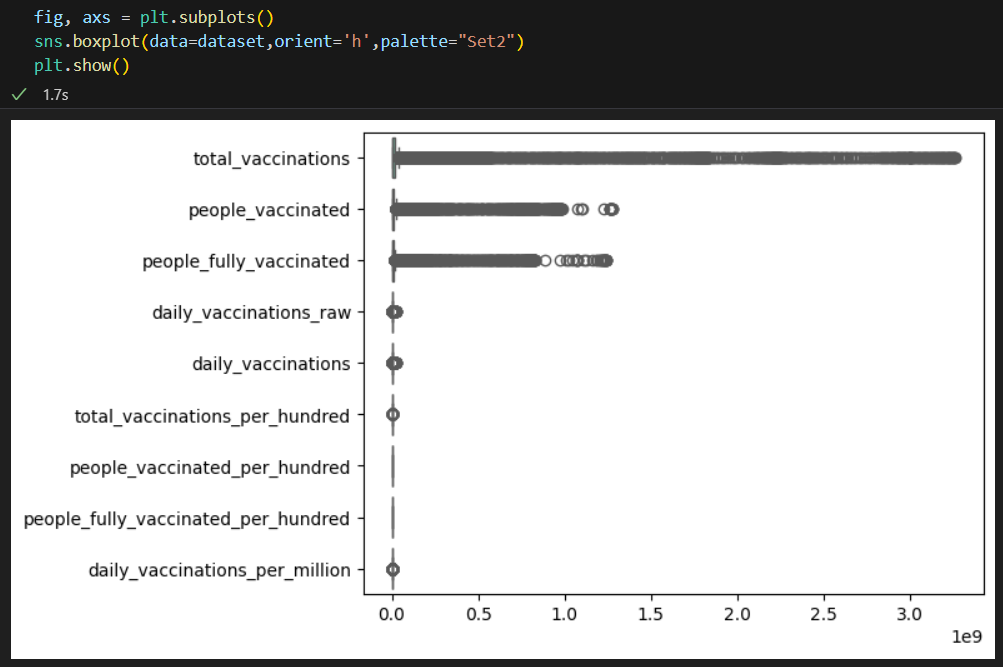 fig, axs = plt.subplots()
sns.boxplot(data=dataset,orient='h',palette="Set2")
plt.show()
1.7s
total_vaccinations
people_vaccinated
people_fully_vaccinated
daily_vaccinations_raw
daily_vaccinations
total_vaccinations_per_hundred
people_vaccinated_per_hundred
people_fully_vaccinated_per_hundred
daily_vaccinations_per_million
0.0 0.5 1.0 1.5 2.0 2.5 3.0
1e9